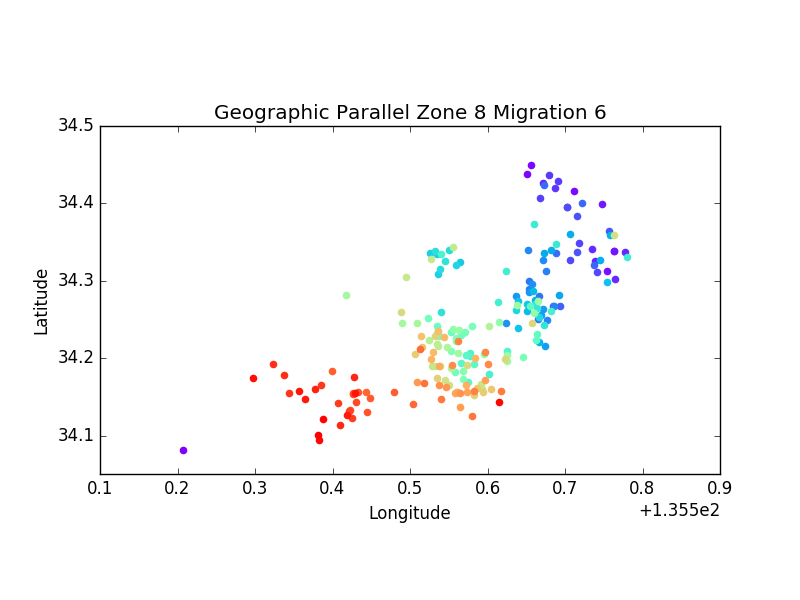 Geographic Parallel Zone 8 Migration 6
34.5
34.4
34.3
34.2
34.1
Latitude
0.1 0.2 0.3 0.4 0.5 0.6 0.7 0.8 0.9
Longitude
+1.355e2